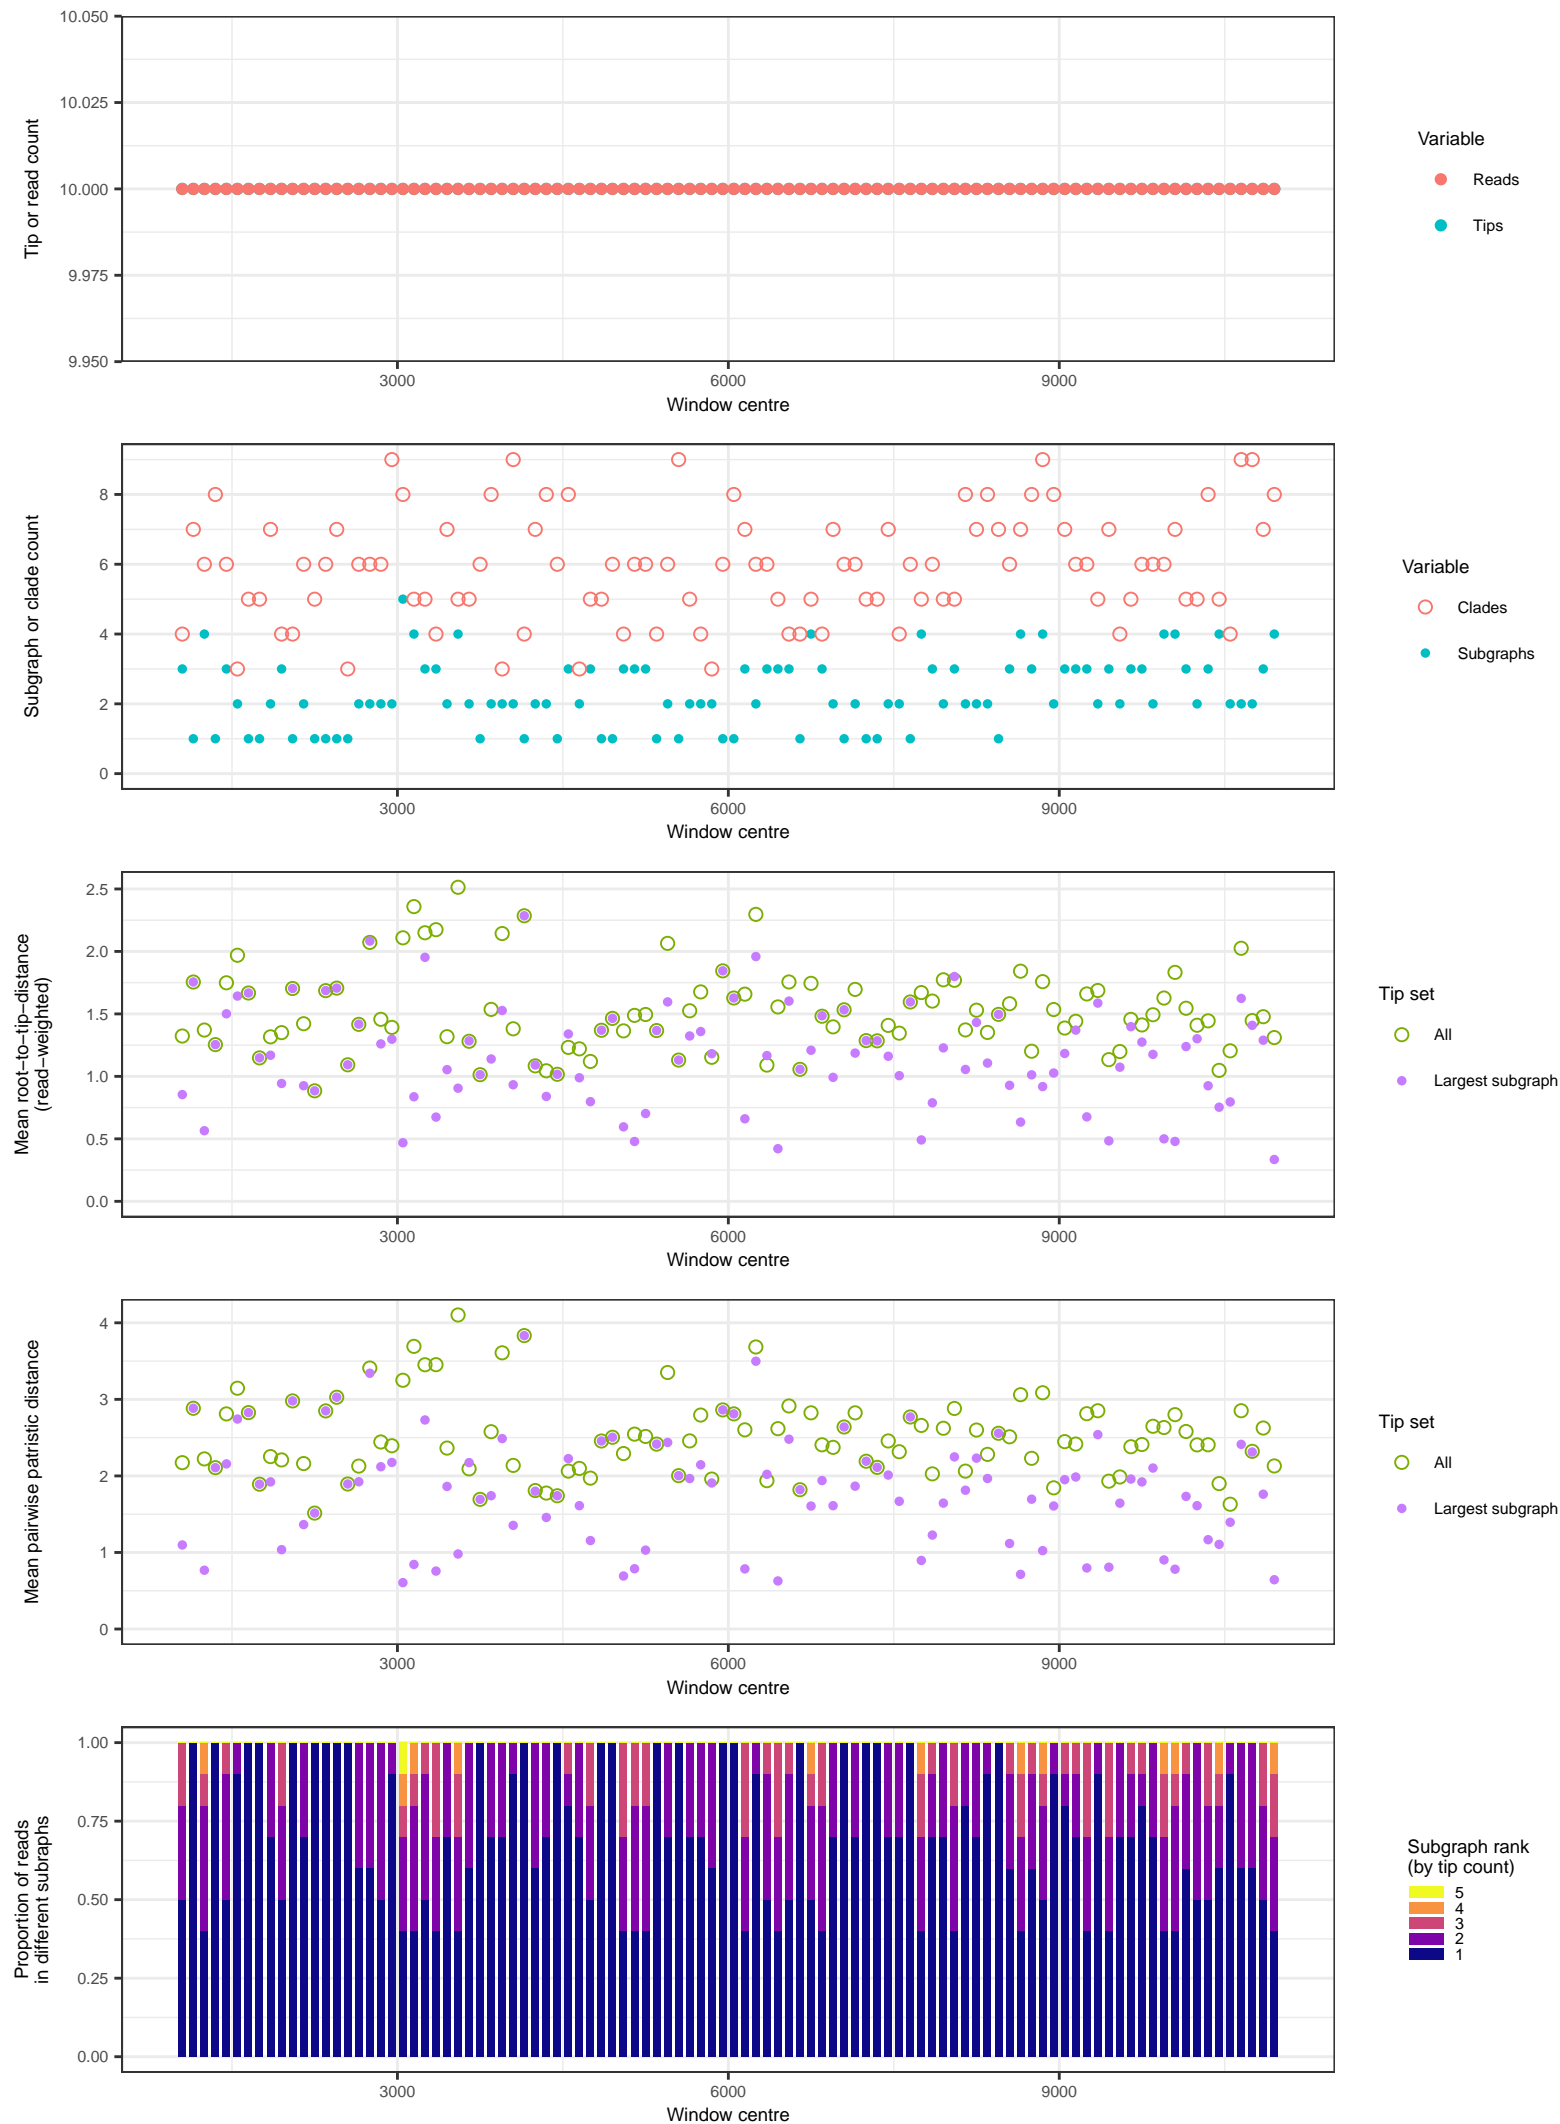 10.050
10.025
10.000
9.975
9.950
Tip or read count
3000
6000
9000
Window centre
Variable
Reads
Tips
8
6
4
2
0
Subgraph or clade count
3000
6000
9000
Window centre
Variable
Clades
Subgraphs
2.5
2.0
1.5
1.0
0.5
0.0
Mean root−to−tip−distance
(read−weighted)
3000
6000
9000
Window centre
Tip set
All
Largest subgraph
4
3
2
1
0
Mean pairwise patristic distance
3000
6000
9000
Window centre
Tip set
All
Largest subgraph
1.00
0.75
0.50
0.25
0.00
Proportion of reads
in different subraphs
3000
6000
9000
Window centre
Subgraph rank
(by tip count)
5
4
3
2
1